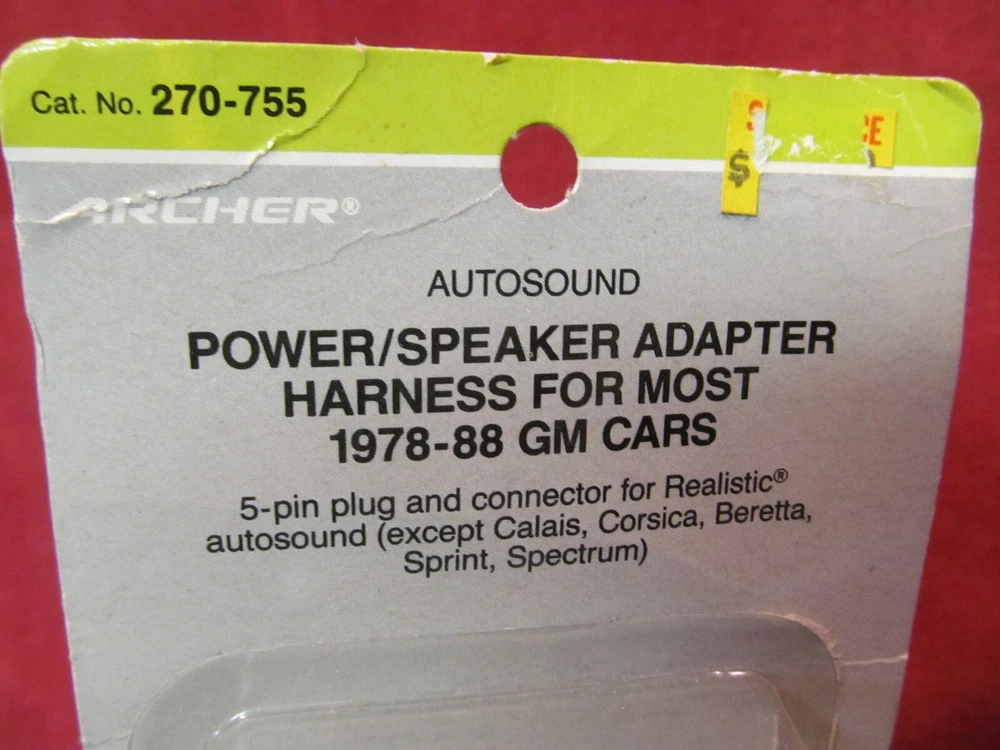 Cat. No. 270-755
ARCHER®
$
AUTOSOUND
POWER/SPEAKER ADAPTER
HARNESS FOR MOST
1978-88 GM CARS
5-pin plug and connector for Realistic®
autosound (except Calais, Corsica, Beretta,
Sprint, Spectrum)